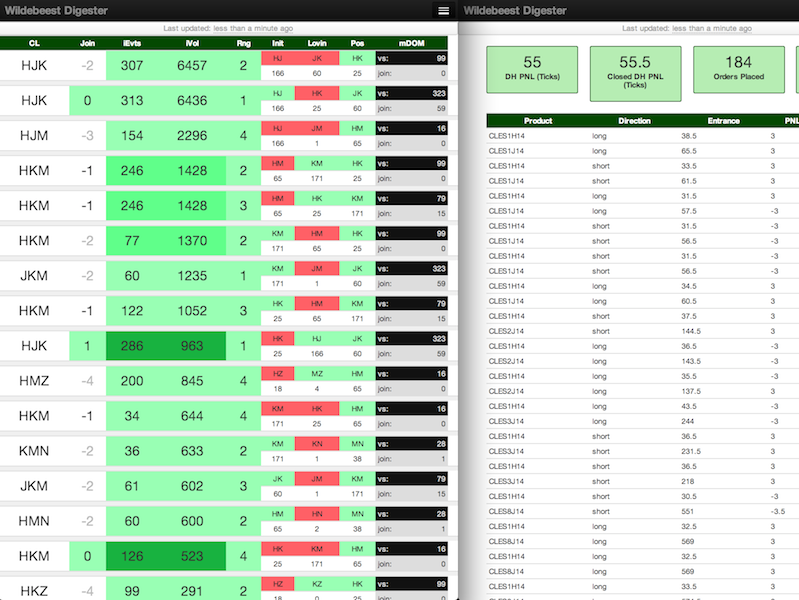 Wildebeest Digester
Last updated: less than a minute ago
CL Join IEvts IVol Rng Init Lovin Pos mDOM
HJK -2 307 6457 2 HJ JK HK vs: 99
166 60 25 join: 0
HJK 0 313 6436 1 HJ HK JK vs: 323
166 25 60 join: 59
HJM -3 154 2296 4 HJ JM HM vs: 16
166 1 65 join: 0
HKM -1 246 1428 2 HM KM HK vs: 99
65 171 25 join: 0
HKM -1 246 1428 3 HM HK KM vs: 79
65 25 171 join: 15
HKM -2 77 1370 2 KM HM HK vs: 99
171 65 25 join: 0
JKM -2 60 1235 1 KM JM JK vs: 323
171 1 60 join: 59
HKM -1 122 1052 3 HK HM KM vs: 79
25 65 171 join: 15
HJK 1 286 963 1 HK HJ JK vs: 323
25 166 60 join: 59
HMZ -4 200 845 4 HZ MZ HM vs: 16
18 4 65 join: 0
HKM -1 34 644 4 KM HK HM vs: 16
171 25 65 join: 0
KMN -2 36 633 2 KM KN MN vs: 28
171 1 38 join: 1
JKM -2 61 602 3 JK JM KM vs: 79
60 1 171 join: 15
HMN -2 60 600 2 HM HN MN vs: 28
65 2 38 join: 1
HKM 0 126 523 4 HK KM HM vs: 16
25 171 65 join: 0
HKZ -4 99 291 2 HZ KZ HK vs: 99
18 0 25 join: 0
Wildebeest Digester
Last updated: less than a minute ago
55
DH PNL (Ticks)
55.5
Closed DH PNL
(Ticks)
184
Orders Placed
Product Direction Entrance PNL
CLES1H14 long 38.5 3
CLES1J14 long 65.5 3
CLES1H14 short 33.5 3
CLES1J14 short 61.5 3
CLES1H14 long 31.5 3
CLES1J14 long 57.5 -3
CLES1H14 short 31.5 -3
CLES1J14 short 56.5 -3
CLES1H14 short 31.5 -3
CLES1J14 short 56.5 -3
CLES1H14 long 34.5 3
CLES1J14 long 60.5 3
CLES1H14 short 37.5 3
CLES2J14 short 144.5 3
CLES1H14 long 36.5 -3
CLES2J14 long 143.5 -3
CLES1H14 long 35.5 -3
CLES2J14 long 137.5 3
CLES1H14 long 43.5 -3
CLES3J14 long 244 -3
CLES1H14 short 36.5 3
CLES3J14 short 231.5 3
CLES1H14 short 36.5 3
CLES3J14 short 218 3
CLES1H14 short 30.5 -3
CLES8J14 short 551 -3.5
CLES1H14 long 32.5 3
CLES8J14 long 569 3
CLES1H14 long 32.5 3
CLES8J14 long 569 3
CLES1H14 long 33.5 3